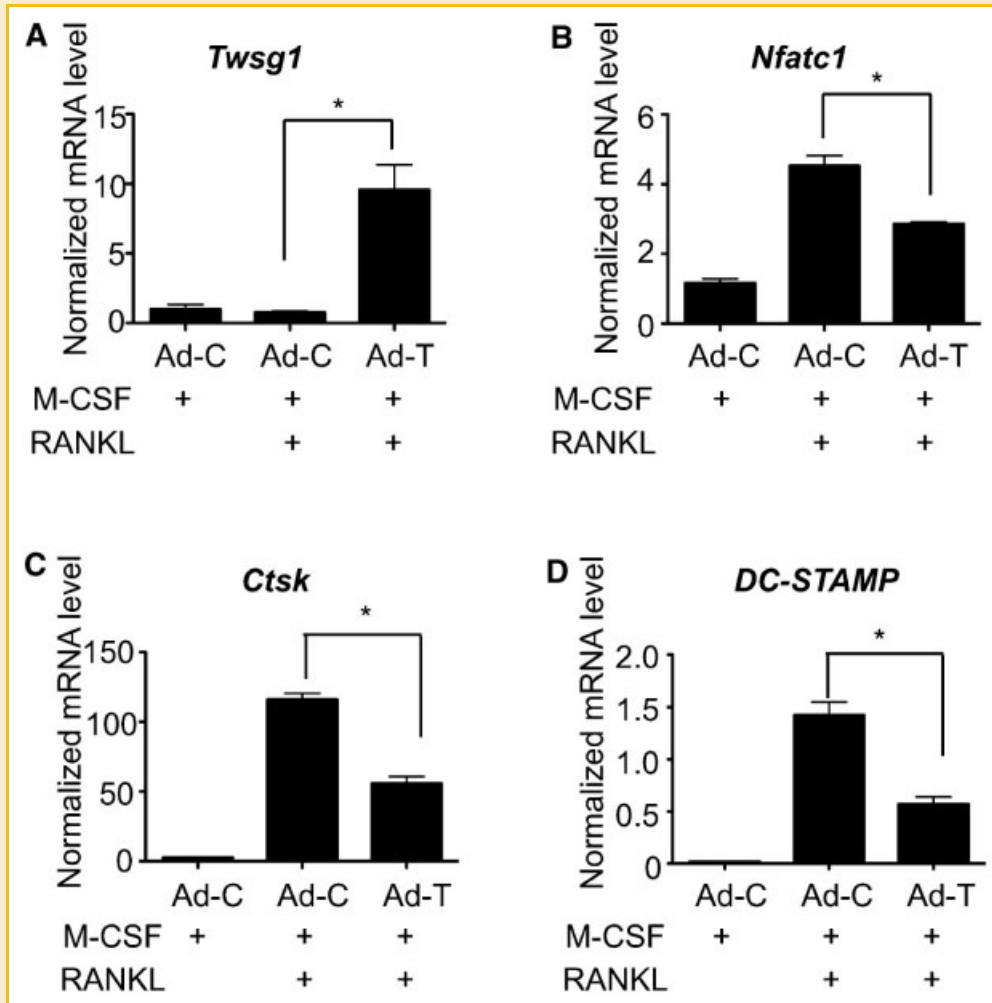 A
Twsg1
*
Normalized mRNA level
15
10
5
0
Ad-C Ad-C Ad-T
M-CSF + + +
RANKL + +
B
Nfatc1
*
Normalized mRNA level
6
4
2
0
Ad-C Ad-C Ad-T
M-CSF + + +
RANKL + +
C
Ctsk
*
Normalized mRNA level
150
100
50
0
Ad-C Ad-C Ad-T
M-CSF + + +
RANKL + +
D
DC-STAMP
*
Normalized mRNA level
2.0
1.5
1.0
0.5
0
Ad-C Ad-C Ad-T
M-CSF + + +
RANKL + +